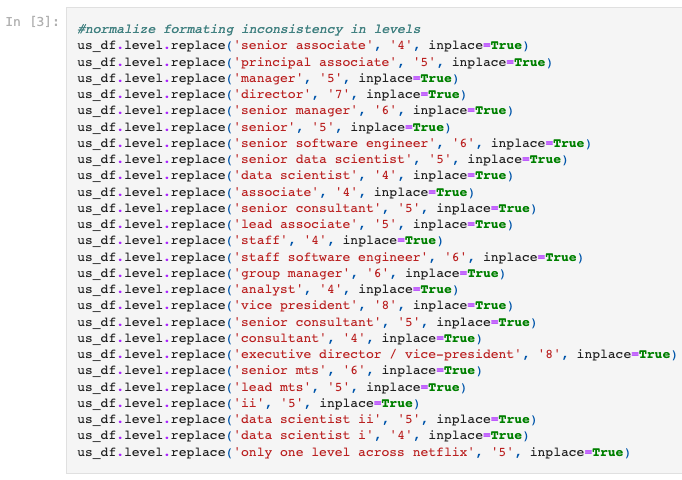 In [3]:
#normalize formating inconsistency in levels
us_df.level.replace('senior associate', '4', inplace=True)
us_df.level.replace('principal associate', '5', inplace=True)
us_df.level.replace('manager', '5', inplace=True)
us_df.level.replace('director', '7', inplace=True)
us_df.level.replace('senior manager', '6', inplace=True)
us_df.level.replace('senior', '5', inplace=True)
us_df.level.replace('senior software engineer', '6', inplace=True)
us_df.level.replace('senior data scientist', '5', inplace=True)
us_df.level.replace('data scientist', '4', inplace=True)
us_df.level.replace('associate', '4', inplace=True)
us_df.level.replace('senior consultant', '5', inplace=True)
us_df.level.replace('lead associate', '5', inplace=True)
us_df.level.replace('staff', '4', inplace=True)
us_df.level.replace('staff software engineer', '6', inplace=True)
us_df.level.replace('group manager', '6', inplace=True)
us_df.level.replace('analyst', '4', inplace=True)
us_df.level.replace('vice president', '8', inplace=True)
us_df.level.replace('senior consultant', '5', inplace=True)
us_df.level.replace('consultant', '4', inplace=True)
us_df.level.replace('executive director / vice-president', '8', inplace=True)
us_df.level.replace('senior mts', '6', inplace=True)
us_df.level.replace('lead mts', '5', inplace=True)
us_df.level.replace('ii', '5', inplace=True)
us_df.level.replace('data scientist ii', '5', inplace=True)
us_df.level.replace('data scientist i', '4', inplace=True)
us_df.level.replace('only one level across netflix', '5', inplace=True)